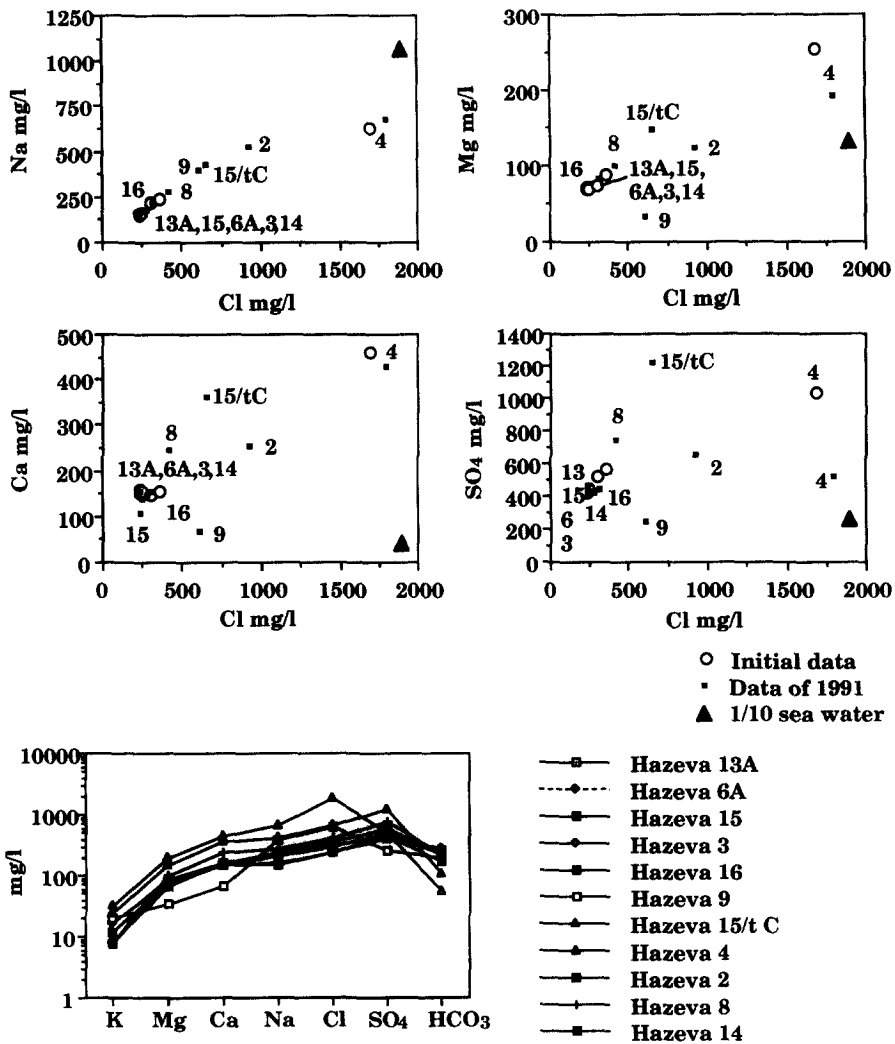 1250
1000
750
500
250
0
Na mg/l
16
9
15/tC
8
2
4
13A,15,6A,3,14
0 500 1000 1500 2000
Cl mg/l
300
200
100
0
Mg mg/l
16
8
15/tC
2
4
13A,15,
6A,3,14
9
0 500 1000 1500 2000
Cl mg/l
500
400
300
200
100
0
Ca mg/l
4
15/tC
8
2
13A,6A,3,14
15
16
9
0 500 1000 1500 2000
Cl mg/l
1400
1200
1000
800
600
400
200
0
SO4 mg/l
15/tC
4
8
2
13
15
16
14
6
3
9
4
0 500 1000 1500 2000
Cl mg/l
Initial data
Data of 1991
1/10 sea water
10000
1000
100
10
1
mg/l
K Mg Ca Na Cl SO4 HCO3
Hazeva 13A
Hazeva 6A
Hazeva 15
Hazeva 3
Hazeva 16
Hazeva 9
Hazeva 15/t C
Hazeva 4
Hazeva 2
Hazeva 8
Hazeva 14